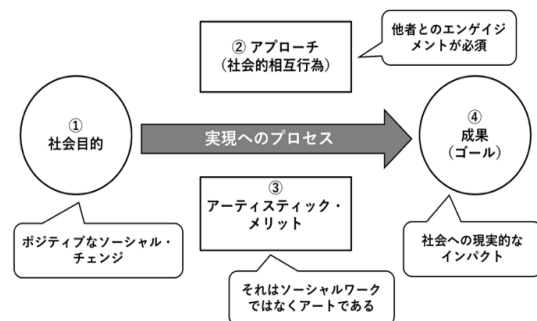 ② アプローチ
（社会的相互行為）
他者とのエンゲイジ
メントが必須
①
社会目的
実現へのプロセス
④
成果
（ゴール）
③
アーティスティック・
メリット
ポジティブなソーシャル・
チェンジ
社会への現実的な
インパクト
それはソーシャルワーク
ではなくアートである